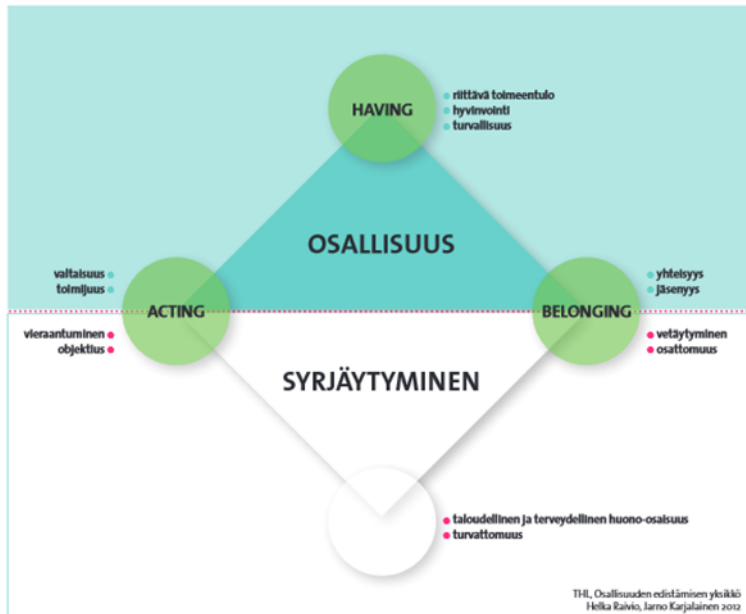 HAVING
riittävä toimeentulo
hyvinvointi
turvallisuus
OSALLISUUS
valtaisuus
toimijuus
ACTING
vieraantuminen
objektius
yhteisyys
jäsenyys
BELONGING
vetäytyminen
osattomuus
SYRJÄYTYMINEN
taloudellinen ja terveydellinen huono-osaisuus
turvattomuus
THL, Osallisuuden edistämisen yksikkö
Helka Raivio, Jarno Karjalainen 2012